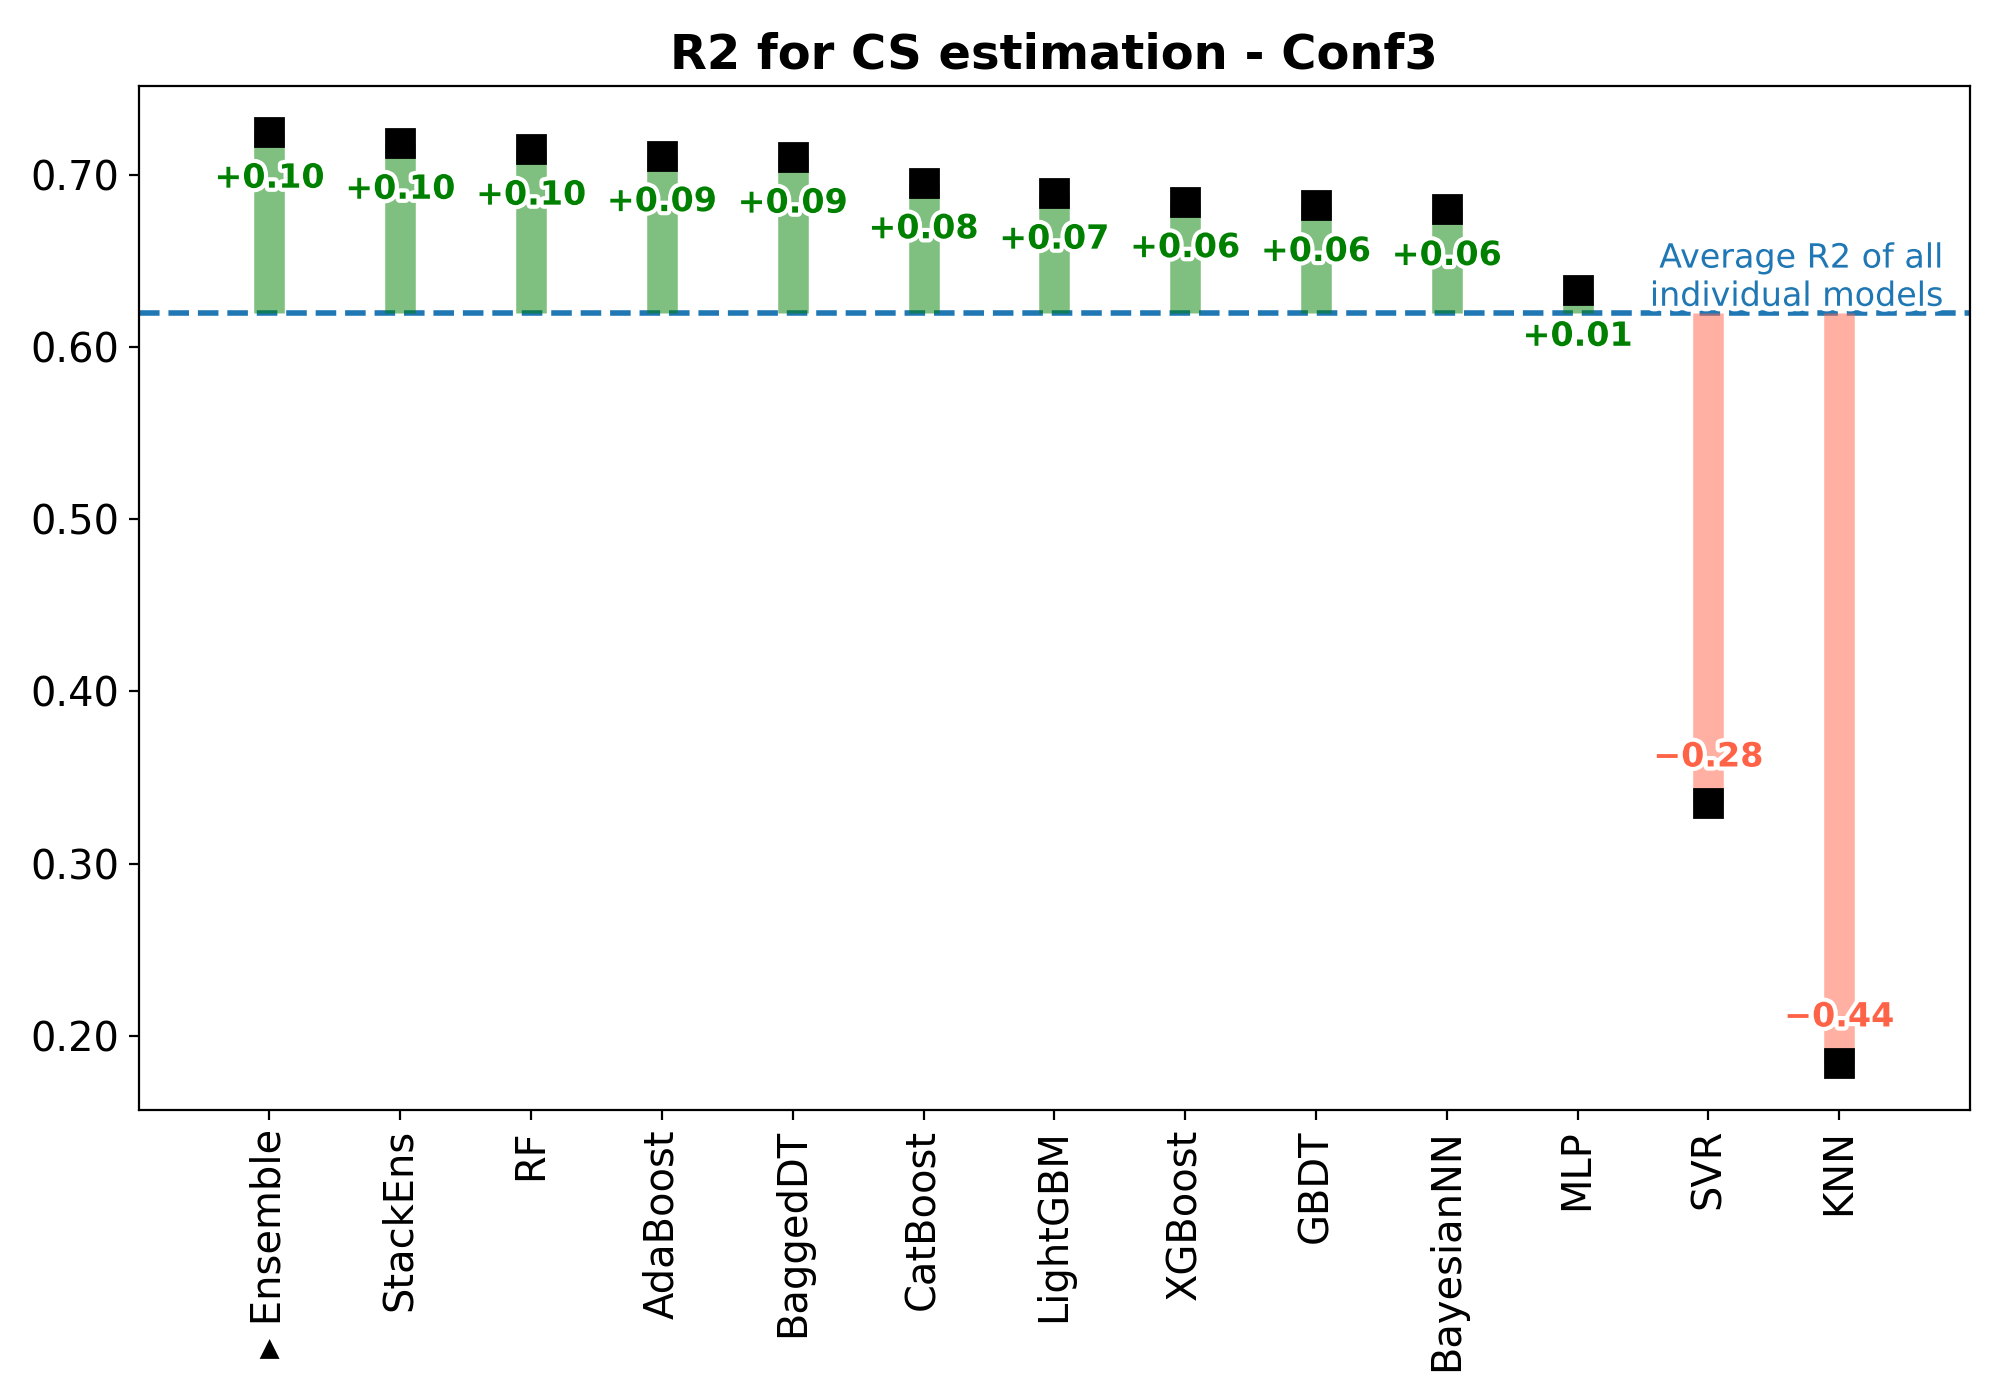 R2 for CS estimation - Conf3
0.70
0.60
0.50
0.40
0.30
0.20
+0.10
+0.10
+0.10
+0.09
+0.09
+0.08
+0.07
+0.06
+0.06
+0.06
+0.01
−0.28
−0.44
Average R2 of all
individual models
► Ensemble
StackEns
RF
AdaBoost
BaggedDT
CatBoost
LightGBM
XGBoost
GBDT
BayesianNN
MLP
SVR
KNN